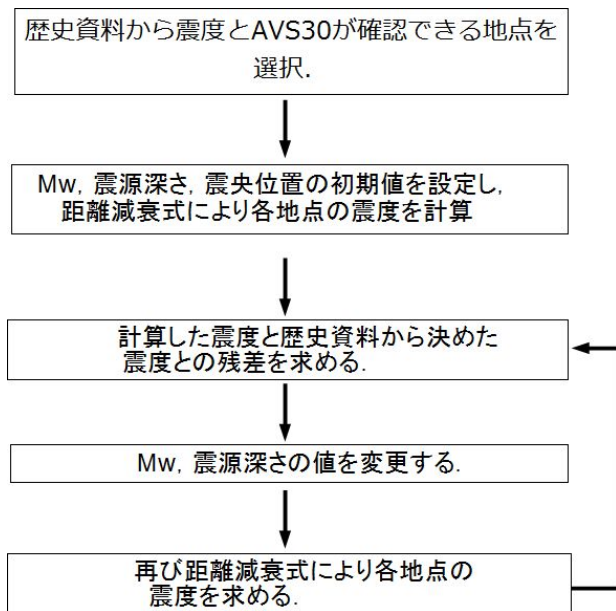 歴史資料から震度とAVS30が確認できる地点を
選択.
Mw, 震源深さ, 震央位置の初期値を設定し,
距離減衰式により各地点の震度を計算
計算した震度と歴史資料から決めた
震度との残差を求める.
Mw, 震源深さの値を変更する.
再び距離減衰式により各地点の
震度を求める.